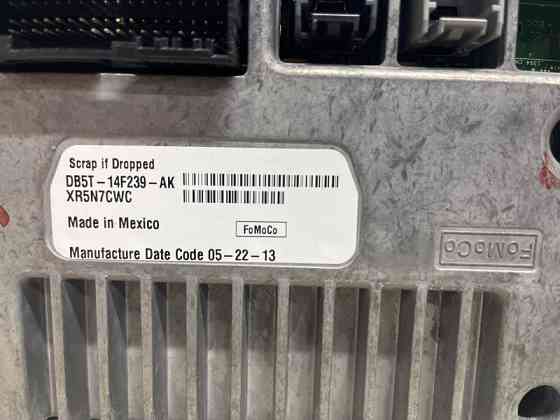 Scrap if Dropped
DB5T-14F239-AK
XR5N7CWC
Made in Mexico
FoMoCo
Manufacture Date Code 05-22-13
FoMoCo